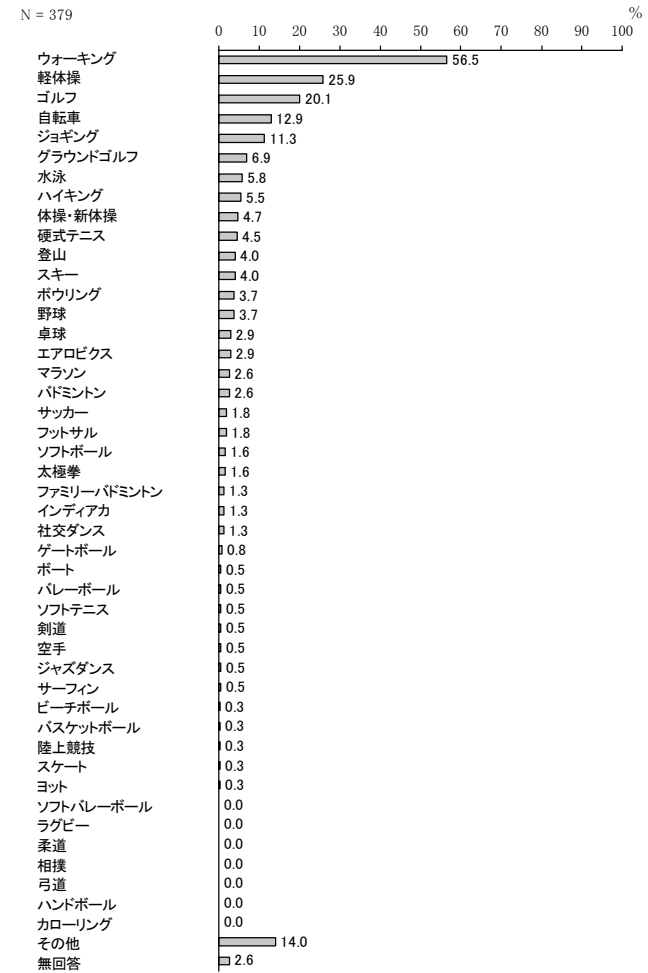 N = 379
%
0 10 20 30 40 50 60 70 80 90 100
ウォーキング 56.5
軽体操 25.9
ゴルフ 20.1
自転車 12.9
ジョギング 11.3
グラウンドゴルフ 6.9
水泳 5.8
ハイキング 5.5
体操・新体操 4.7
硬式テニス 4.5
登山 4.0
スキー 4.0
ボウリング 3.7
野球 3.7
卓球 2.9
エアロビクス 2.9
マラソン 2.6
バドミントン 2.6
サッカー 1.8
フットサル 1.8
ソフトボール 1.6
太極拳 1.6
ファミリーバドミントン 1.3
インディアカ 1.3
社交ダンス 1.3
ゲートボール 0.8
ボート 0.5
バレーボール 0.5
ソフトテニス 0.5
剣道 0.5
空手 0.5
ジャズダンス 0.5
サーフィン 0.5
ビーチボール 0.3
バスケットボール 0.3
陸上競技 0.3
スケート 0.3
ヨット 0.3
ソフトバレーボール 0.0
ラグビー 0.0
柔道 0.0
相撲 0.0
弓道 0.0
ハンドボール 0.0
カローリング 0.0
その他 14.0
無回答 2.6